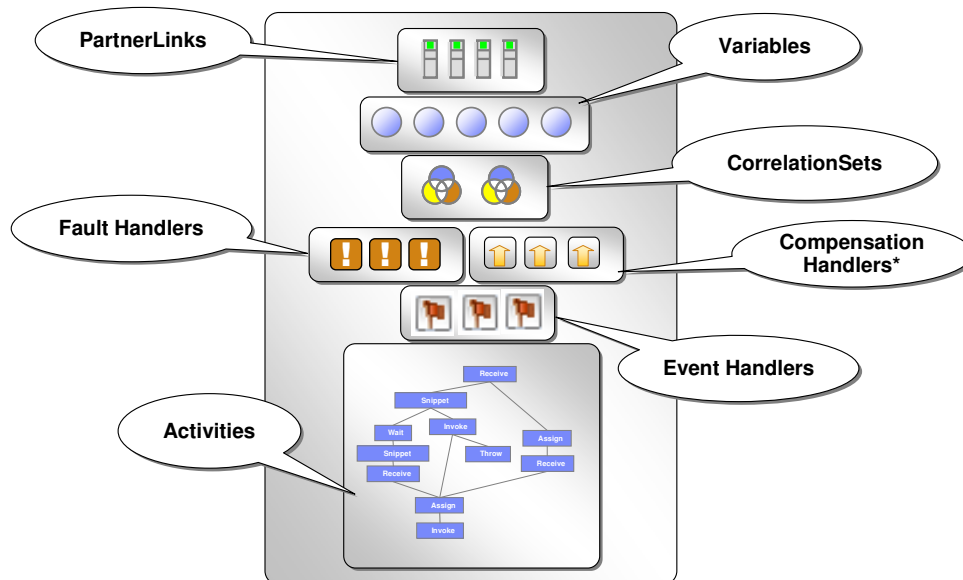 PartnerLinks
Variables
CorrelationSets
Fault Handlers
! ! !
Compensation
Handlers*
Event Handlers
Activities
Receive
Snippet
Invoke
Wait
Assign
Snippet
Throw
Receive
Receive
Assign
Invoke